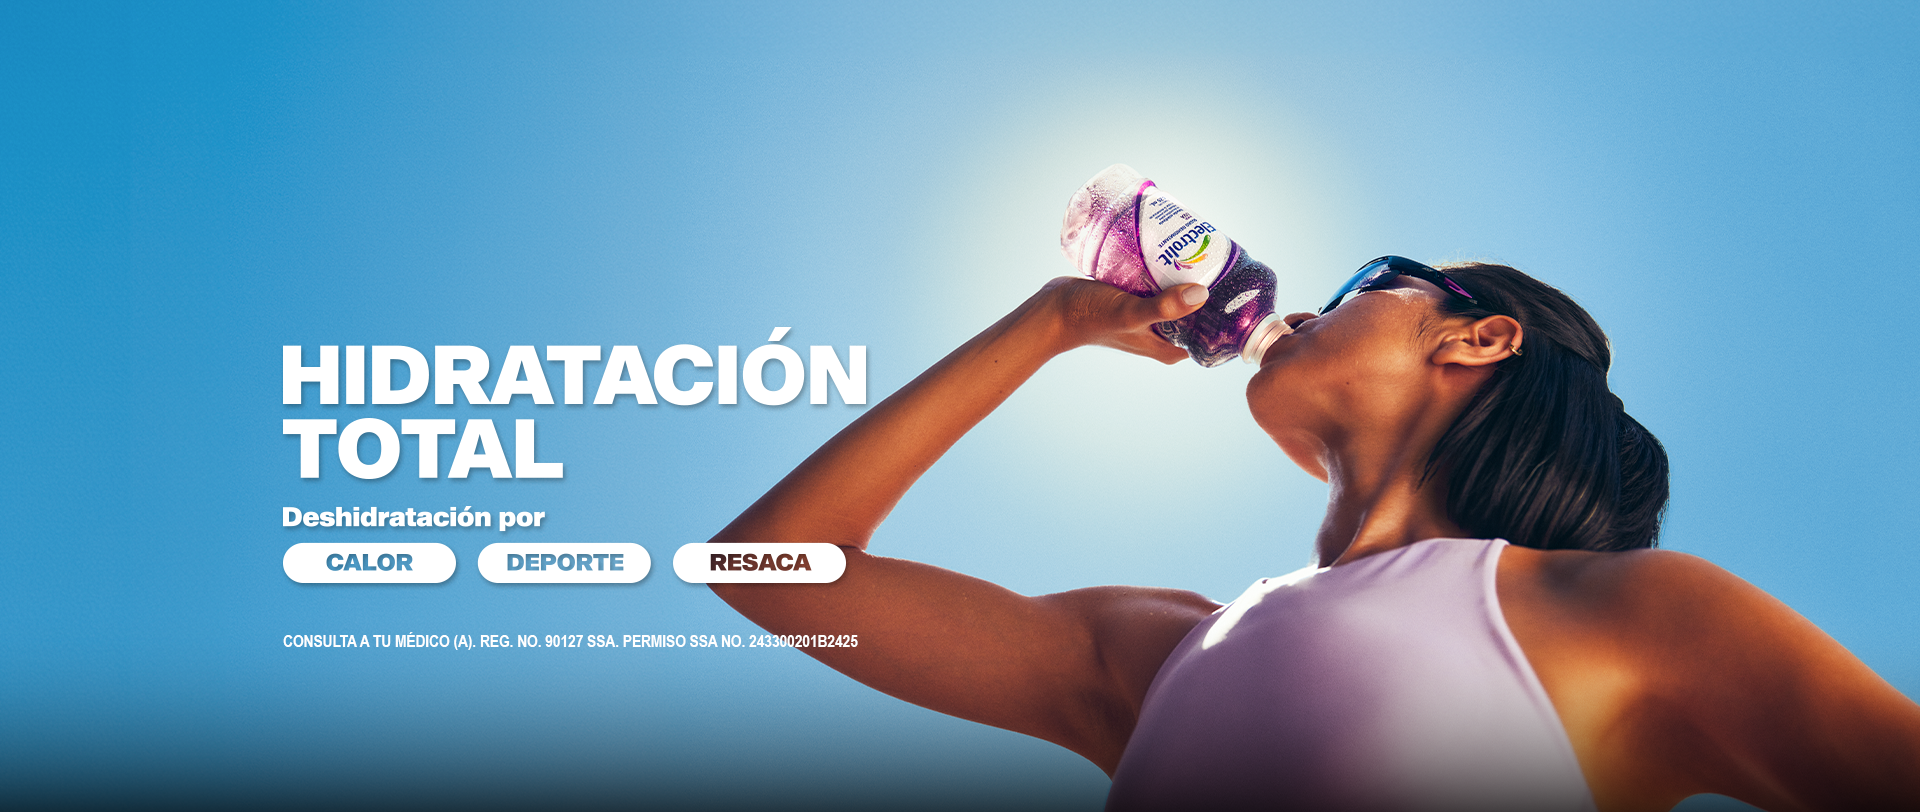 HIDRATACIÓN
TOTAL
Deshidratación por
CALOR
DEPORTE
RESACA
CONSULTA A TU MÉDICO (A). REG. NO. 90127 SSA. PERMISO SSA NO. 243300201B2425
Electrolit